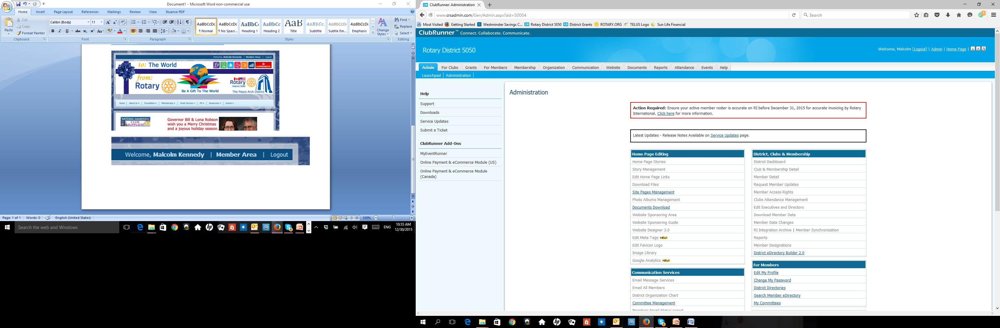 Document1 - Microsoft Word non-commercial use
Home Insert Page Layout References Mailings Review View Nuance PDF
Paste
Cut
Copy
Format Painter
Clipboard
Calibri (Body) 11
Font
Paragraph
AaBbCcDc AaBbCcDc AaBbC AaBbCc AaB AaBbCc. AaBbCcDc AaBbCcDc
¶ Normal ¶ No Spaci... Heading 1 Heading 2 Title Subtitle Subtle Em... Emphasis
Change Styles
Styles
Find
Replace
Select
Editing
Welcome, Malcolm Kennedy | Member Area | Logout
to: The World
END POLIO NOW
from:
Rotary
Be A Gift To The World
Rotary
District 5050
The Peace Arch District
Home | About Us | Foundation | Membership | Youth Service | PR | Resources | Events
NATIONAL AWARDS4U
CLUB
SUPPLIES
Governor Bill & Lona Robson
wish you a Merry Christmas
and a joyous holiday season.
Welcome, Malcolm Kennedy | Member Area | Logout
Page: 1 of 1 Words: 0 English (United States) 100%
Search the web and Windows
ENG
10:55 AM
12/30/2015
ClubRunner: Administration
www.crsadmin.com/Gen/Admin.aspx?aid=50004
Search
Most Visited Getting Started Westminster Savings C... Rotary District 5050 District Grants ROTARY.ORG TELUS Logo Sun Life Financial
ClubRunner™ Connect. Collaborate. Communicate.
Rotary District 5050
Welcome, Malcolm [Logout] | Admin | Home Page | A A A
Admin For Clubs Grants For Members Membership Organization Communication Website Documents Reports Attendance Events Help
Launchpad | Administration |
Help
Support
Downloads
Service Updates
Submit a Ticket
ClubRunner Add-Ons
MyEventRunner
Online Payment & eCommerce Module (US)
Online Payment & eCommerce Module
(Canada)
Administration
Action Required: Ensure your active member roster is accurate on RI before December 31, 2015 for accurate invoicing by Rotary
International. Click here for more information.
Latest Updates - Release Notes Available on Service Updates page.
Home Page Editing
Home Page Stories
Story Management
Edit Home Page Links
Download Files
Site Pages Management
Photo Albums Management
Documents Download
Website Sponsoring Area
Website Sponsoring Guide
Website Designer 3.0
Edit Meta Tags NEW!
Edit Favicon Logo
Image Library
Google Analytics NEW!
Communication Services
Email Message Services
Email All Members
District Organization Chart
Committee Management
Members Email Status report
District, Clubs & Membership
District Dashboard
Club & Membership Detail
Member Detail
Request Member Updates
Member Access Rights
Clubs Attendance Management
Edit Executives and Directors
Download Member Data
Member Data Changes
RI Integration Archive | Member Synchronization
Reports
Member Designations
District eDirectory Builder 2.0
For Members
Edit My Profile
Change My Password
District Directories
Search Member eDirectory
My Committees